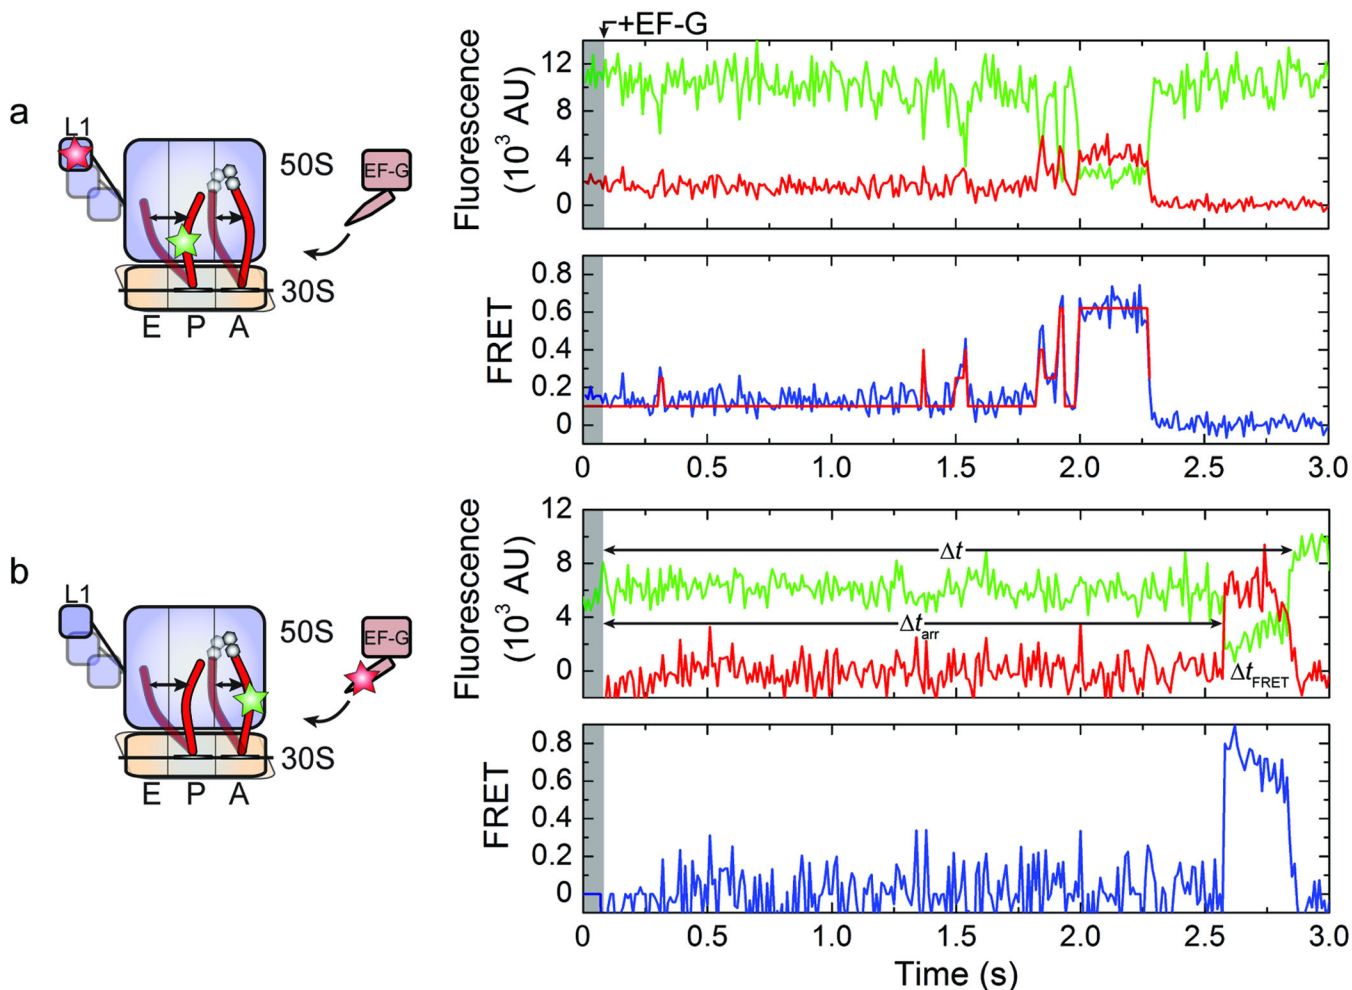 +EF-G
a
L1
50S
EF-G
30S
E P A
Fluorescence
(10³ AU)
12
8
4
0
FRET
0.8
0.6
0.4
0.2
0
0 0.5 1.0 1.5 2.0 2.5 3.0
b
L1
50S
EF-G
30S
E P A
Fluorescence
(10³ AU)
12
8
4
0
Δt
Δtarr
ΔtFRET
FRET
0.8
0.6
0.4
0.2
0
0 0.5 1.0 1.5 2.0 2.5 3.0
Time (s)